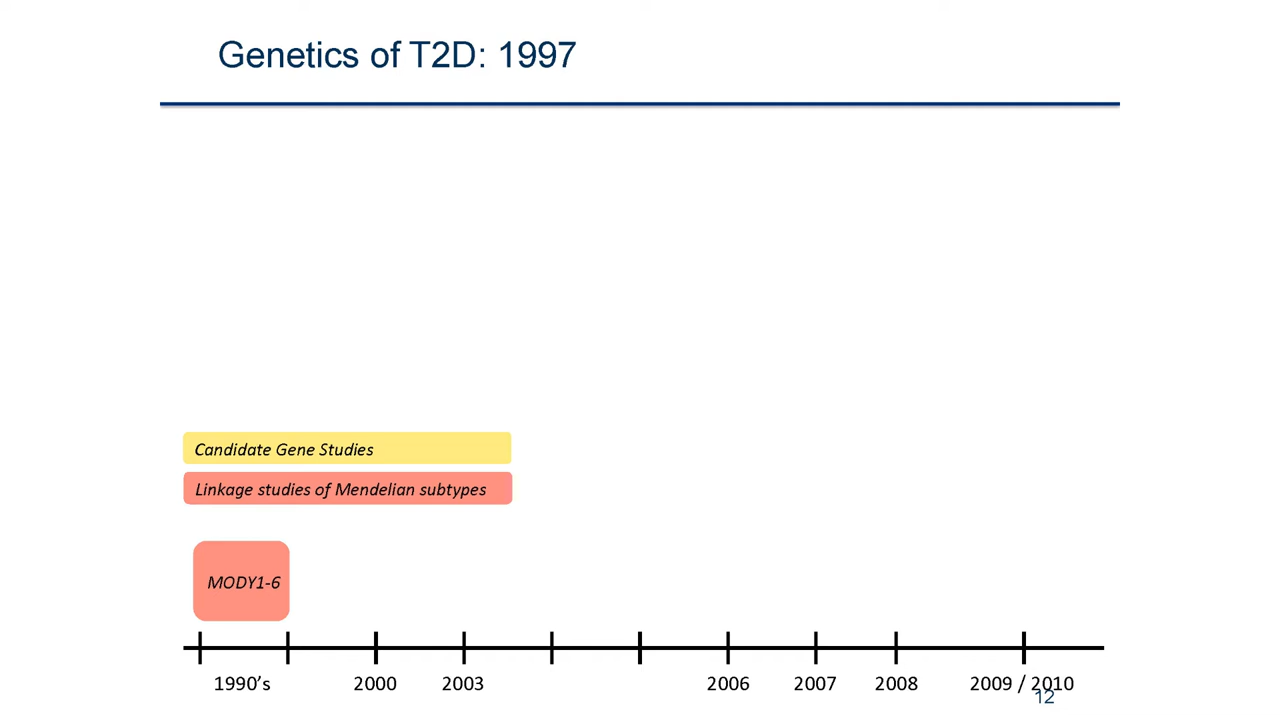 Genetics of T2D: 1997
Candidate Gene Studies
Linkage studies of Mendelian subtypes
MODY1-6
1990’s 2000 2003 2006 2007 2008 2009 / 2010
12